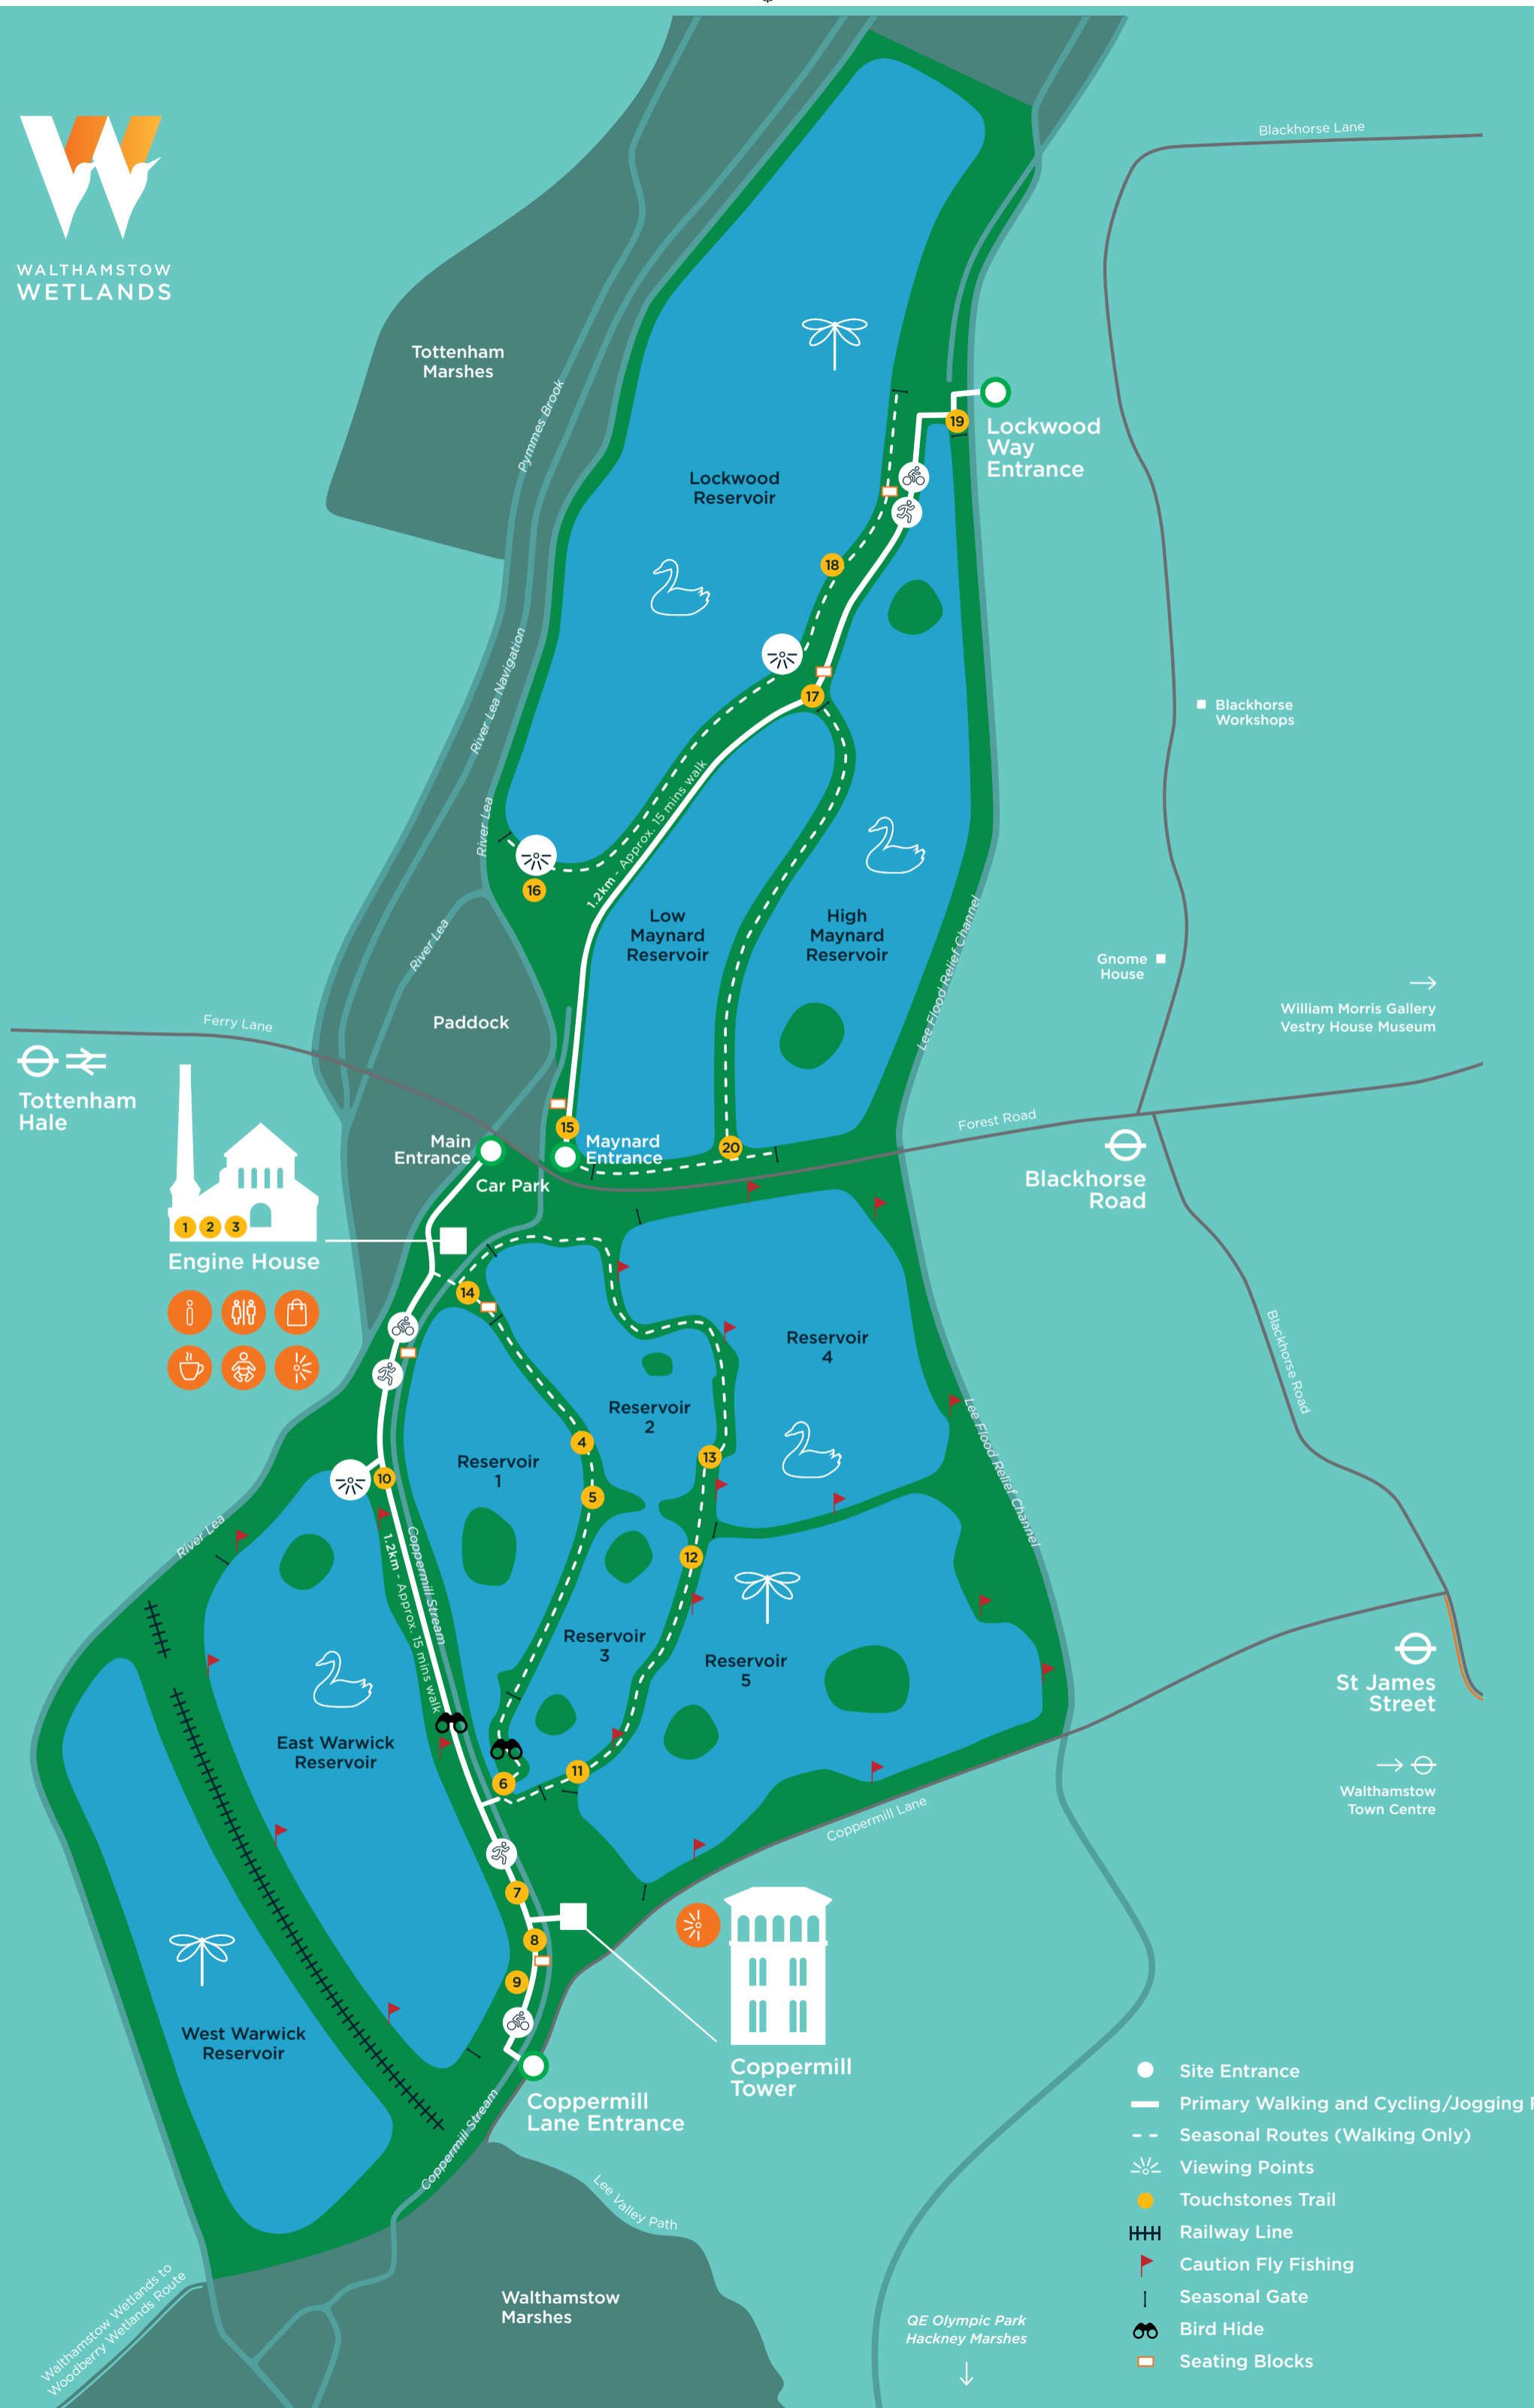 WALTHAMSTOW
WETLANDS
Blackhorse Lane
Tottenham
Marshes
Pymmes Brook
Lockwood
Reservoir
19
Lockwood
Way
Entrance
18
17
River Lea Navigation
Blackhorse
Workshops
1.2km - Approx. 15 mins walk
River Lea
16
River Lea
Low
Maynard
Reservoir
High
Maynard
Reservoir
Lee Flood Relief Channel
Gnome
House
William Morris Gallery
Vestry House Museum
Paddock
Ferry Lane
Tottenham
Hale
Main
Entrance
15
Maynard
Entrance
20
Forest Road
Car Park
Blackhorse
Road
1 2 3
Engine House
14
Reservoir
4
Blackhorse Road
Reservoir
2
4
13
Reservoir
1
5
10
Lee Flood Relief Channel
River Lea
Coppermill Stream
1.2km - Approx. 15 mins walk
12
Reservoir
3
Reservoir
5
St James
Street
East Warwick
Reservoir
11
6
Walthamstow
Town Centre
Coppermill Lane
7
8
9
West Warwick
Reservoir
Coppermill
Tower
Coppermill
Lane Entrance
Coppermill Stream
Lee Valley Path
Walthamstow Wetlands to
Woodberry Wetlands Route
Walthamstow
Marshes
QE Olympic Park
Hackney Marshes
Site Entrance
Primary Walking and Cycling/Jogging
Seasonal Routes (Walking Only)
Viewing Points
Touchstones Trail
Railway Line
Caution Fly Fishing
Seasonal Gate
Bird Hide
Seating Blocks